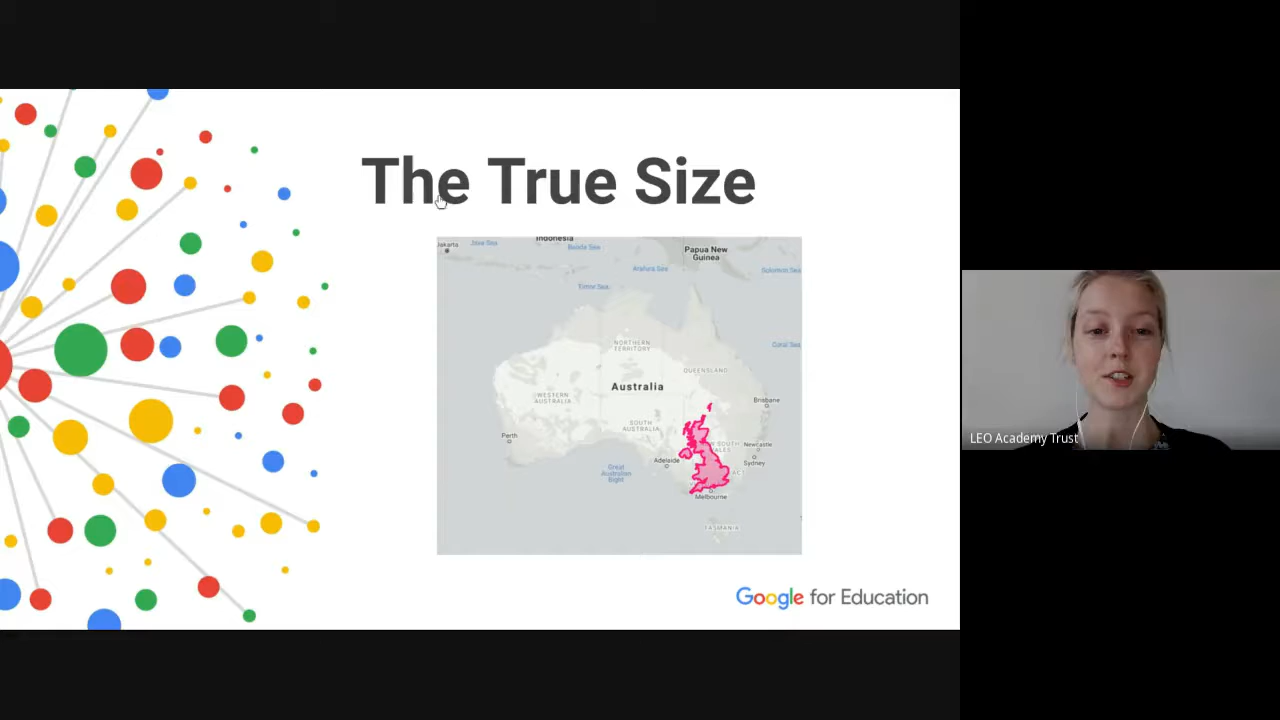 The True Size
Indonesia
Jakarta
Java Sea
Banda Sea
Papua New
Guinea
Arafura Sea
Solomon Sea
Timor Sea
NORTHERN
TERRITORY
Coral Sea
QUEENSLAND
Australia
WESTERN
AUSTRALIA
Brisbane
SOUTH
AUSTRALIA
Perth
Newcastle
Adelaide
Sydney
Great
Australian
Bight
ACT
Melbourne
TASMANIA
LEO Academy Trust
Google for Education